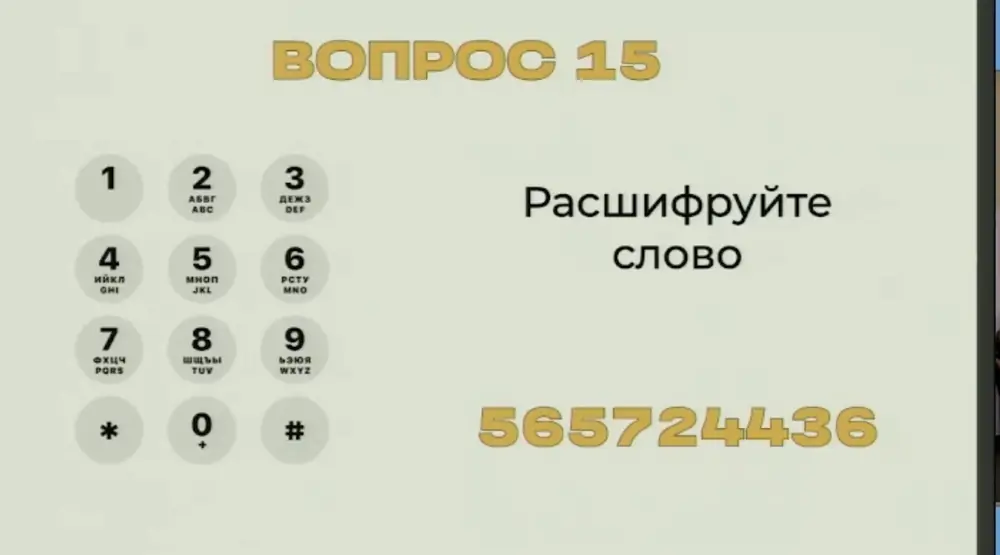 ВОПРОС 15
Расшифруйте
слово
1
2
АБВГ
ABC
3
ДЕЖЗ
DEF
4
ИЙКЛ
GHI
5
МНОП
JKL
6
РСТУ
MNO
7
ФХЦЧ
PQRS
8
ШЩЪЫ
TUV
9
ЬЭЮЯ
WXYZ
*
0
+
#
565724436